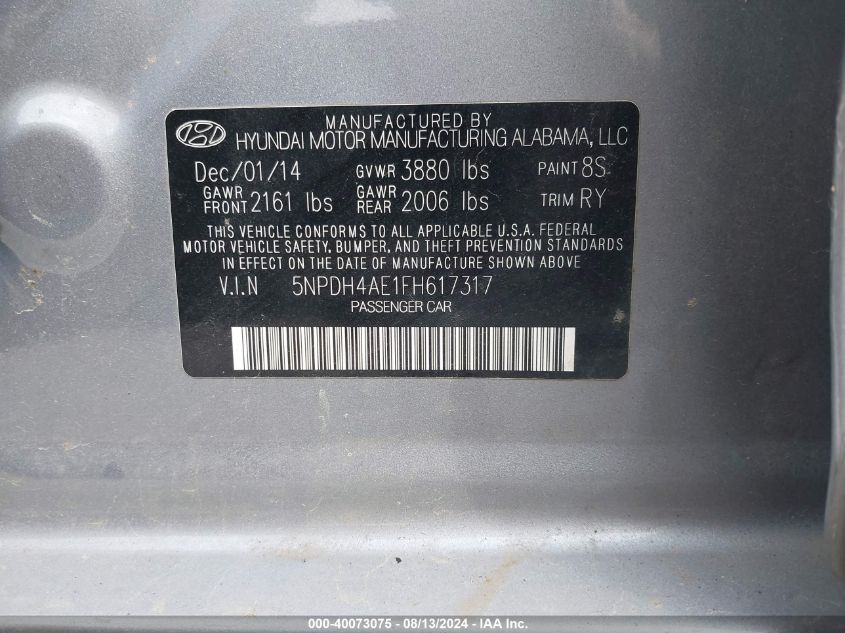 MANUFACTURED BY
HYUNDAI MOTOR MANUFACTURING ALABAMA, LLC
Dec/01/14 GVWR 3880 lbs PAINT 8S
GAWR FRONT 2161 lbs GAWR REAR 2006 lbs TRIM RY
THIS VEHICLE CONFORMS TO ALL APPLICABLE U.S.A. FEDERAL
MOTOR VEHICLE SAFETY, BUMPER, AND THEFT PREVENTION STANDARDS
IN EFFECT ON THE DATE OF MANUFACTURE SHOWN ABOVE.
V.I.N 5NPDH4AE1FH617317
PASSENGER CAR
000-40073075 - 08/13/2024 - IAA Inc.